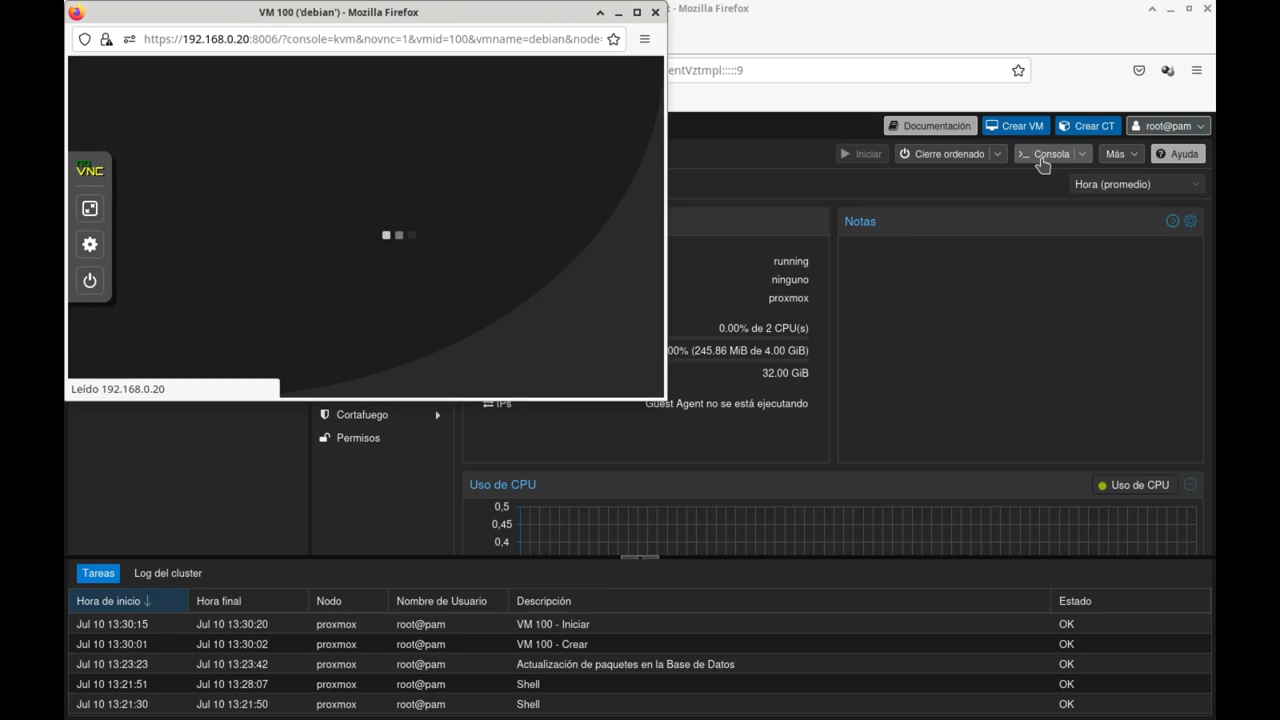 VM 100 ('debian') - Mozilla Firefox
- Mozilla Firefox
https://192.168.0.20:8006/?console=kvm&novnc=1&vmid=100&vmname=debian&node=
entVztmpl:::::9
Documentación
Crear VM
Crear CT
root@pam
Iniciar
Cierre ordenado
Consola
Más
Ayuda
Hora (promedio)
no
VNC
Notas
running
ninguno
proxmox
0.00% de 2 CPU(s)
00% (245.86 MiB de 4.00 GiB)
32.00 GiB
IPs
Guest Agent no se está ejecutando
Leído 192.168.0.20
Cortafuego
Permisos
Uso de CPU
Uso de CPU
0,5
0,45
0,4
Tareas
Log del cluster
Hora de inicio
Hora final
Nodo
Nombre de Usuario
Descripción
Estado
Jul 10 13:30:15
Jul 10 13:30:20
proxmox
root@pam
VM 100 - Iniciar
OK
Jul 10 13:30:01
Jul 10 13:30:02
proxmox
root@pam
VM 100 - Crear
OK
Jul 10 13:23:23
Jul 10 13:23:42
proxmox
root@pam
Actualización de paquetes en la Base de Datos
OK
Jul 10 13:21:51
Jul 10 13:28:07
proxmox
root@pam
Shell
OK
Jul 10 13:21:30
Jul 10 13:21:50
proxmox
root@pam
Shell
OK